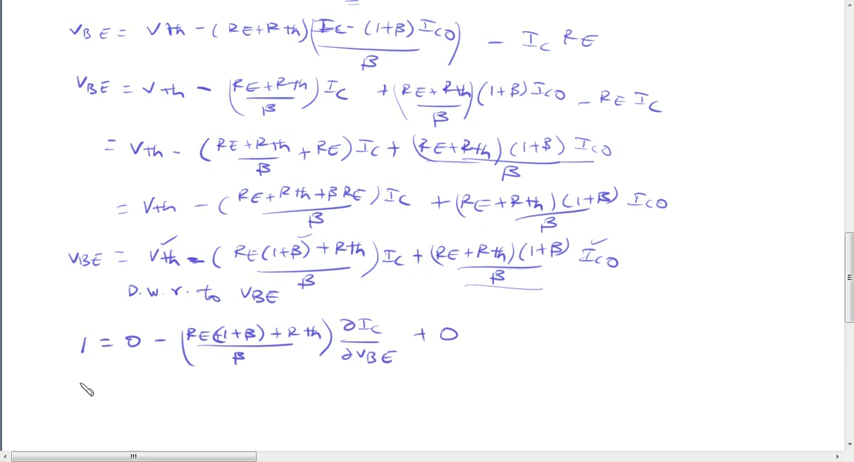 VBE = Vth - (RE+Rth) (IC - (1+β) ICO / β) - IC RE
VBE = Vth - (RE+Rth / β) IC + (RE+Rth / β) (1+β) ICO - RE IC
= Vth - (RE+Rth / β + RE) IC + (RE+Rth) (1+β) / β ICO
= Vth - (RE+Rth+β RE / β) IC + (RE+Rth) (1+β) / β ICO
VBE = Vth - (RE(1+β) + Rth / β) IC + (RE+Rth) (1+β) / β ICO
D.W.r. to VBE
1 = 0 - (RE(1+β) + Rth / β) ∂IC / ∂VBE + 0